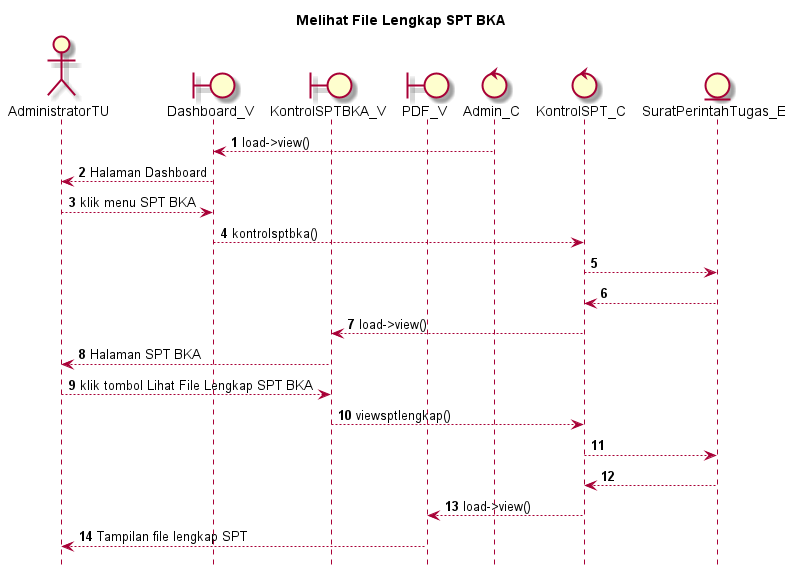 Melihat File Lengkap SPT BKA
AdministratorTU Dashboard_V KontrolSPTBKA_V PDF_V Admin_C KontrolSPT_C SuratPerintahTugas_E
1 load->view()
2 Halaman Dashboard
3 klik menu SPT BKA
4 kontrolsptbka()
5
6
7 load->view()
8 Halaman SPT BKA
9 klik tombol Lihat File Lengkap SPT BKA
10 viewsptlengkap()
11
12
13 load->view()
14 Tampilan file lengkap SPT